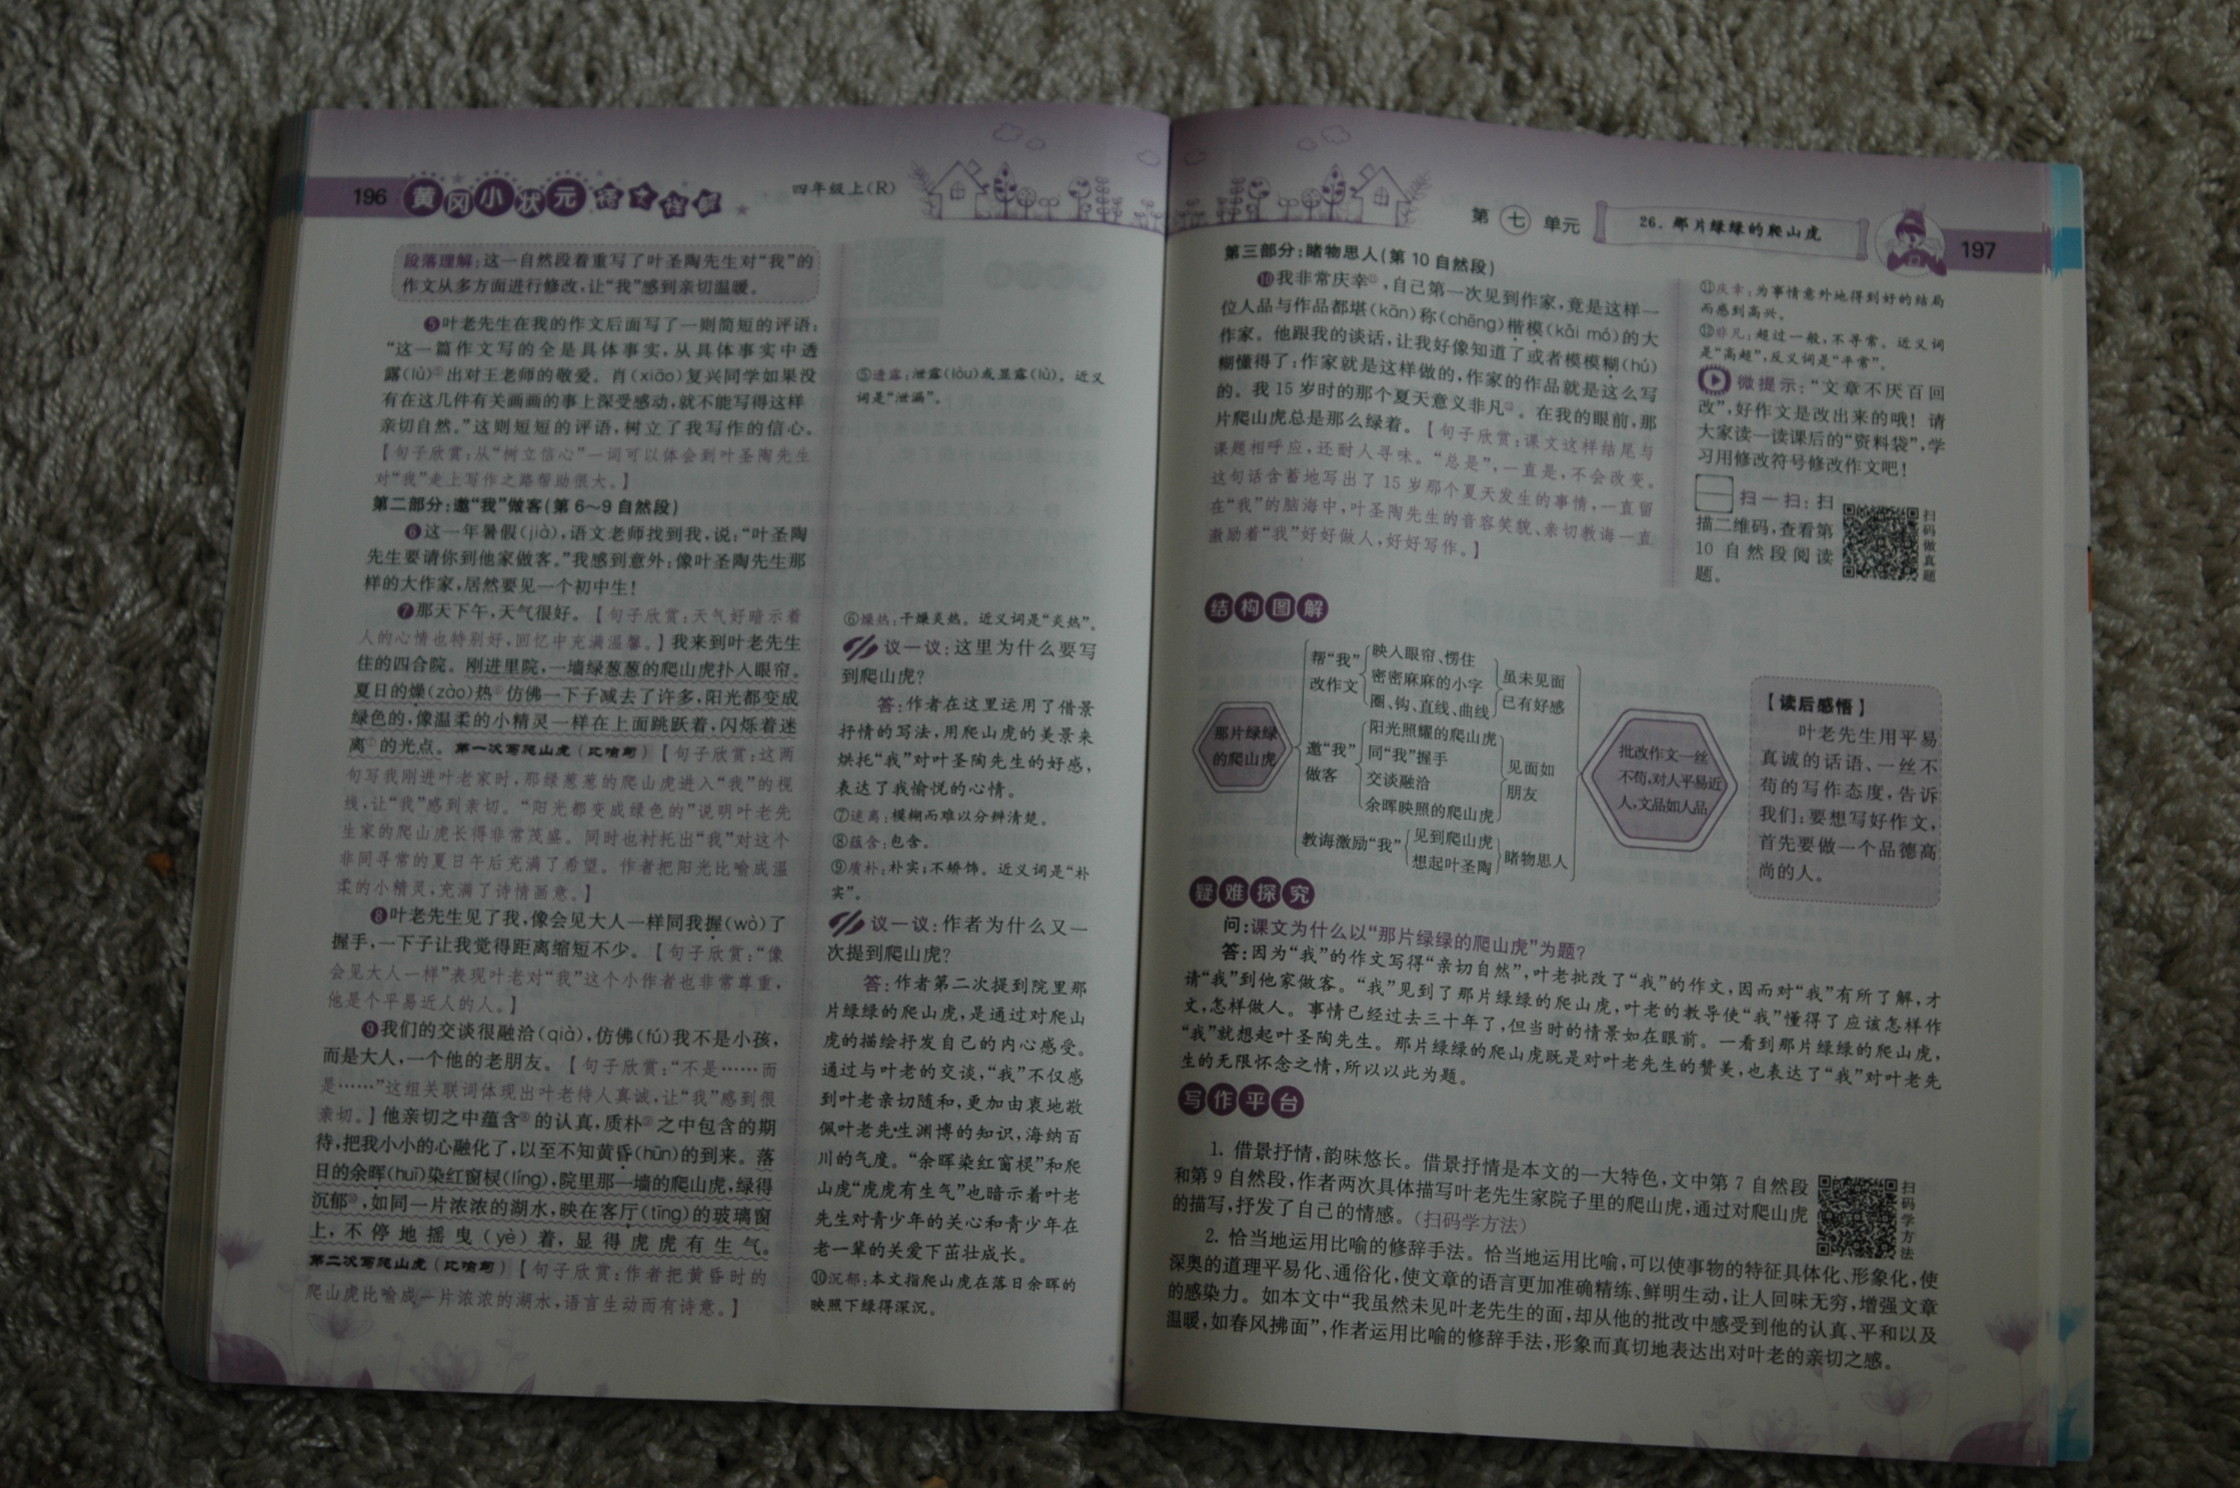 196 黄冈小状元 语文详解 四年级上(R)
段落理解:这一自然段着重写了叶圣陶先生对“我”的
作文从多方面进行修改,让“我”感到亲切温暖。
❺叶老先生在我的作文后面写了一则简短的评语:
“这一篇作文写的全是具体事实,从具体事实中透
露(lù)⑤出对王老师的敬爱。肖(xiāo)复兴同学如果没
有在这几件有关画画的事上深受感动,就不能写得这样
亲切自然。”这则短短的评语,树立了我写作的信心。
【句子欣赏:从“树立信心”一词可以体会到叶圣陶先生
对“我”走上写作之路帮助很大。】
第二部分:邀“我”做客(第6~9自然段)
❻这一年暑假(jià),语文老师找到我,说:“叶圣陶
先生要请你到他家做客。”我感到意外:像叶圣陶先生那
样的大作家,居然要见一个初中生!
❼那天下午,天气很好。【句子欣赏:天气好暗示着
人的心情也特别好,回忆中充满温馨。】我来到叶老先生
住的四合院。刚进里院,一墙绿葱葱的爬山虎扑入眼帘。
夏日的燥(zào)热⑥仿佛一下子减去了许多,阳光都变成
绿色的,像温柔的小精灵一样在上面跳跃着,闪烁着迷
离⑦的光点。第一次写爬山虎(比喻句)【句子欣赏:这两
句写我刚进叶老家时,那绿葱葱的爬山虎进入“我”的视
线,让“我”感到亲切。“阳光都变成绿色的”说明叶老先
生家的爬山虎长得非常茂盛。同时也衬托出“我”对这个
非同寻常的夏日午后充满了希望。作者把阳光比喻成温
柔的小精灵,充满了诗情画意。】
❽叶老先生见了我,像会见大人一样同我握(wò)了
握手,一下子让我觉得距离缩短不少。【句子欣赏:“像
会见大人一样”表现叶老对“我”这个小作者也非常尊重,
他是个平易近人的人。】
❾我们的交谈很融洽(qià),仿佛(fú)我不是小孩,
而是大人,一个他的老朋友。【句子欣赏:“不是……而
是……”这组关联词体现出叶老待人真诚,让“我”感到很
亲切。】他亲切之中蕴含⑧的认真,质朴⑨之中包含的期
待,把我小小的心融化了,以至不知黄昏(hūn)的到来。落
日的余晖(huī)染红窗棂(líng),院里那一墙的爬山虎,绿得
沉郁⑩,如同一片浓浓的湖水,映在客厅(tīng)的玻璃窗
上,不停地摇曳(yè)着,显得虎虎有生气。
第二次写爬山虎(比喻句)【句子欣赏:作者把黄昏时的
爬山虎比喻成一片浓浓的湖水,语言生动而有诗意。】
⑤透露:泄露(lòu)或显露(lù)。近义
词是“泄漏”。
⑥燥热:干燥炎热。近义词是“炎热”。
议一议:这里为什么要写
到爬山虎?
答:作者在这里运用了借景
抒情的写法,用爬山虎的美景来
烘托“我”对叶圣陶先生的好感,
表达了我愉悦的心情。
⑦迷离:模糊而难以分辨清楚。
⑧蕴含:包含。
⑨质朴:朴实;不矫饰。近义词是“朴
实”。
议一议:作者为什么又一
次提到爬山虎?
答:作者第二次提到院里那
片绿绿的爬山虎,是通过对爬山
虎的描绘抒发自己的内心感受。
通过与叶老的交谈,“我”不仅感
到叶老亲切随和,更加由衷地敬
佩叶老先生渊博的知识,海纳百
川的气度。“余晖染红窗棂”和爬
山虎“虎虎有生气”也暗示着叶老
先生对青少年的关心和青少年在
老一辈的关爱下茁壮成长。
⑩沉郁:本文指爬山虎在落日余晖的
映照下绿得深沉。
第七单元 26. 那片绿绿的爬山虎 197
第三部分:睹物思人(第10自然段)
❿我非常庆幸⑪,自己第一次见到作家,竟是这样一
位人品与作品都堪(kān)称(chēng)楷模(kǎi mó)的大
作家。他跟我的谈话,让我好像知道了或者模模糊(hú)
糊懂得了:作家就是这样做的,作家的作品就是这么写
的。我15岁时的那个夏天意义非凡⑫。在我的眼前,那
片爬山虎总是那么绿着。【句子欣赏:课文这样结尾与
课题相呼应,还耐人寻味。“总是”,一直是,不会改变。
这句话含蓄地写出了15岁那个夏天发生的事情,一直留
在“我”的脑海中,叶圣陶先生的音容笑貌、亲切教诲一直
激励着“我”好好做人,好好写作。】
⑪庆幸:为事情意外地得到好的结局
而感到高兴。
⑫非凡:超过一般,不寻常。近义词
是“高超”,反义词是“平常”。
微提示:“文章不厌百回
改”,好作文是改出来的哦!请
大家读一读课后的“资料袋”,学
习用修改符号修改作文吧!
扫一扫:扫
描二维码,查看第
10自然段阅读
题。
扫码做真题
结构图解
那片绿绿
的爬山虎
帮“我”
改作文
映入眼帘、愣住
密密麻麻的小字
圈、钩、直线、曲线
虽未见面
已有好感
邀“我”
做客
阳光照耀的爬山虎
同“我”握手
交谈融洽
余晖映照的爬山虎
见面如
朋友
教诲激励“我”
见到爬山虎
想起叶圣陶
睹物思人
批改作文一丝
不苟,对人平易近
人,文品如人品
【读后感悟】
叶老先生用平易
真诚的话语、一丝不
苟的写作态度,告诉
我们:要想写好作文,
首先要做一个品德高
尚的人。
疑难探究
问:课文为什么以“那片绿绿的爬山虎”为题?
答:因为“我”的作文写得“亲切自然”,叶老批改了“我”的作文,因而对“我”有所了解,才
请“我”到他家做客。“我”见到了那片绿绿的爬山虎,叶老的教导使“我”懂得了应该怎样作
文,怎样做人。事情已经过去三十年了,但当时的情景如在眼前。一看到那片绿绿的爬山虎,
“我”就想起叶圣陶先生。那片绿绿的爬山虎既是对叶老先生的赞美,也表达了“我”对叶老先
生的无限怀念之情,所以以此为题。
写作平台
1. 借景抒情,韵味悠长。借景抒情是本文的一大特色,文中第7自然段
和第9自然段,作者两次具体描写叶老先生家院子里的爬山虎,通过对爬山虎
的描写,抒发了自己的情感。(扫码学方法)
扫码学方法
2. 恰当地运用比喻的修辞手法。恰当地运用比喻,可以使事物的特征具体化、形象化,使
深奥的道理平易化、通俗化,使文章的语言更加准确精练、鲜明生动,让人回味无穷,增强文章
的感染力。如本文中“我虽然未见叶老先生的面,却从他的批改中感受到他的认真、平和以及
温暖,如春风拂面”,作者运用比喻的修辞手法,形象而真切地表达出对叶老的亲切之感。